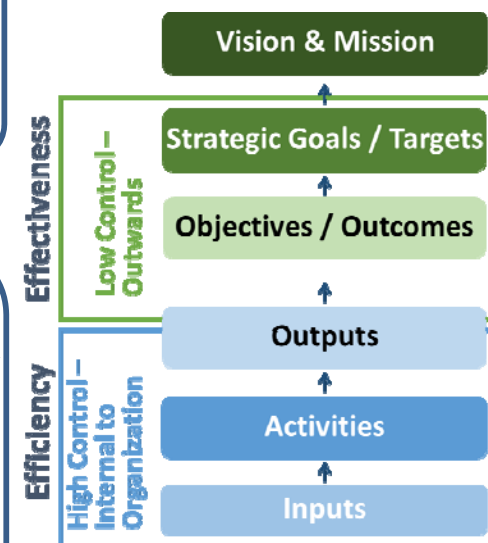 Vision & Mission
Effectiveness
Low Control –
Outwards
Strategic Goals / Targets
Objectives / Outcomes
Efficiency
High Control –
Internal to
Organization
Outputs
Activities
Inputs